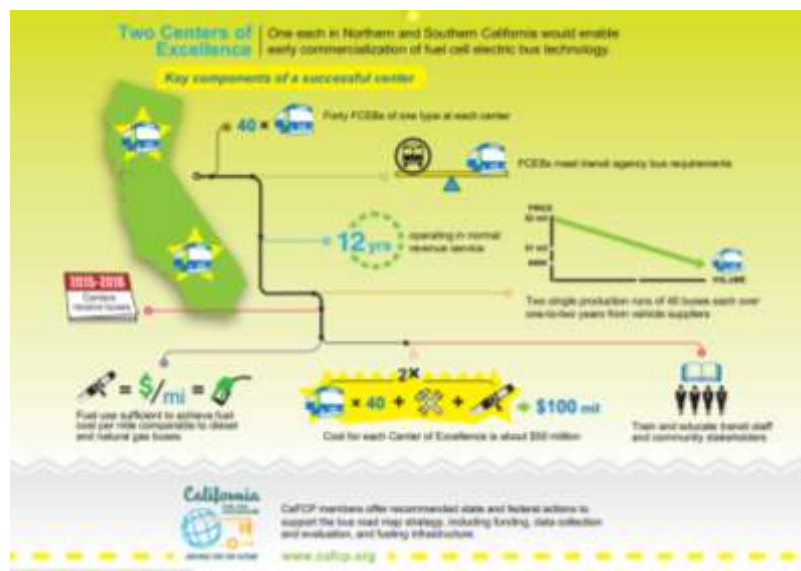 Two Centers of
Excellence
One each in Northern and Southern California would enable
early commercialization of fuel cell electric bus technology.
Key components of a successful center
40 ×
Forty FCEBs of one type at each center
FCEBs meet transit agency bus requirements
12 yrs
operating in normal
revenue service
PRICE
VOLUME
Two single production runs of 40 buses each over
one-to-two years from vehicle suppliers
2015-2016
Centers
receive buses
= $/mi =
Fuel use sufficient to achieve fuel
cost per mile comparable to diesel
and natural gas buses
2×
× 40 + + = $100 mil
Cost for each Center of Excellence is about $50 million
Train and educate transit staff
and community stakeholders
California
CaFCP members offer recommended state and federal actions to
support the bus road map strategy, including funding, data collection
and evaluation, and fueling infrastructure.
www.cafcp.org